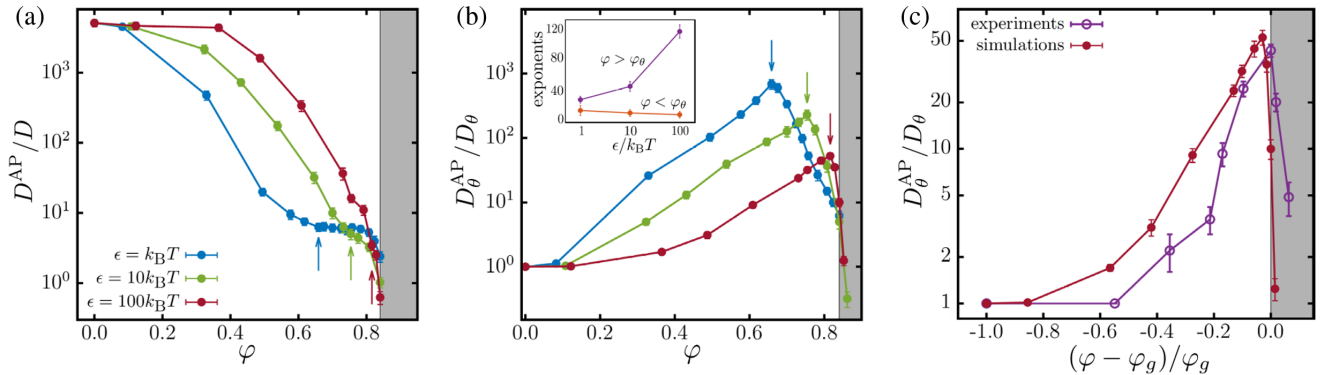 (a)
D^AP/D
10^3
10^2
10^1
10^0
ϵ = k_BT
ϵ = 10k_BT
ϵ = 100k_BT
0.0 0.2 0.4 0.6 0.8
φ
(b)
D_θ^AP/D_θ
10^3
10^2
10^1
10^0
exponents
120
80
40
0
φ > φ_θ
φ < φ_θ
1 10 100
ϵ/k_BT
0.0 0.2 0.4 0.6 0.8
φ
(c)
experiments
simulations
D_θ^AP/D_θ
50
20
10
5
2
1
-1.0 -0.8 -0.6 -0.4 -0.2 0.0
(φ − φ_g)/φ_g